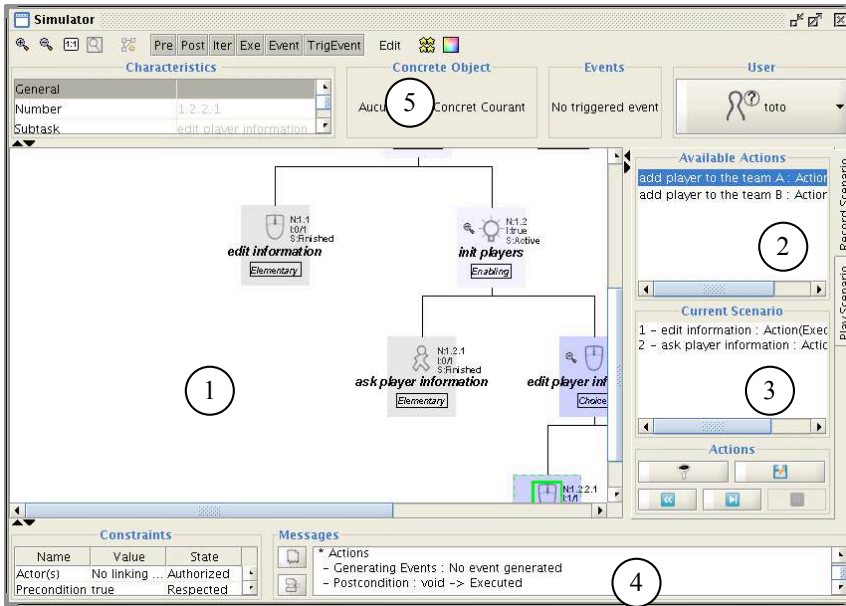 Simulator
1:1 Pre Post Iter Exe Event TrigEvent Edit
Characteristics
General
Number 1.2.2.1
Subtask edit player information
Concrete Object
Aucu Concret Courant
5
Events
No triggered event
User
toto
N:1.1
I:0/1
S:Finished
edit information
Elementary
N:1.2
I:true
S:Active
init players
Enabling
N:1.2.1
I:0/1
S:Finished
ask player information
Elementary
edit player inf
Choice
N:1.2.2.1
I:1/1
1
Available Actions
add player to the team A : Action
add player to the team B : Action
2
Current Scenario
1 - edit information : Action(Exec
2 - ask player information : Actio
3
Actions
Record Scenario
Play Scenario
Constraints
Name Value State
Actor(s) No linking ... Authorized
Precondition true Respected
Messages
* Actions
- Generating Events : No event generated
- Postcondition : void -> Executed
4